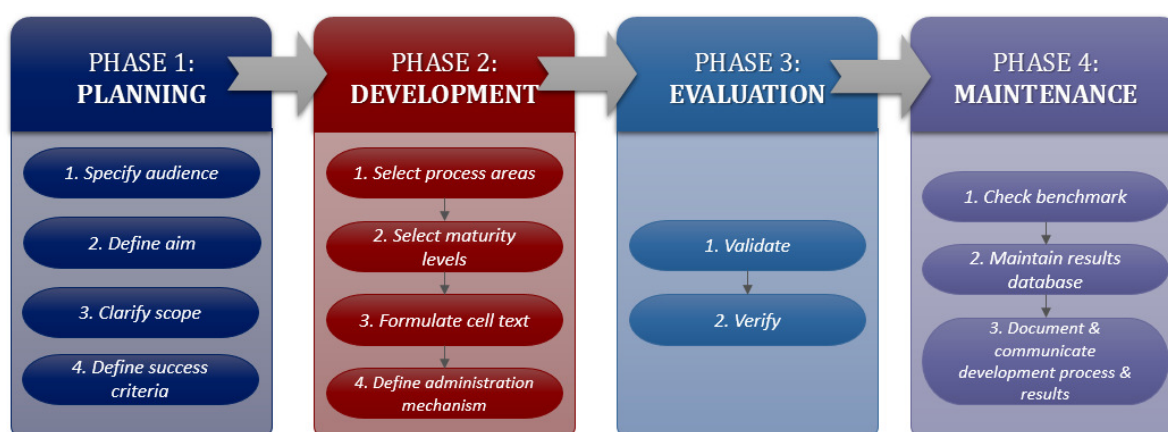 PHASE 1:
PLANNING
1. Specify audience
2. Define aim
3. Clarify scope
4. Define success
criteria
PHASE 2:
DEVELOPMENT
1. Select process areas
2. Select maturity
levels
3. Formulate cell text
4. Define administration
mechanism
PHASE 3:
EVALUATION
1. Validate
2. Verify
PHASE 4:
MAINTENANCE
1. Check benchmark
2. Maintain results
database
3. Document &
communicate
development process &
results